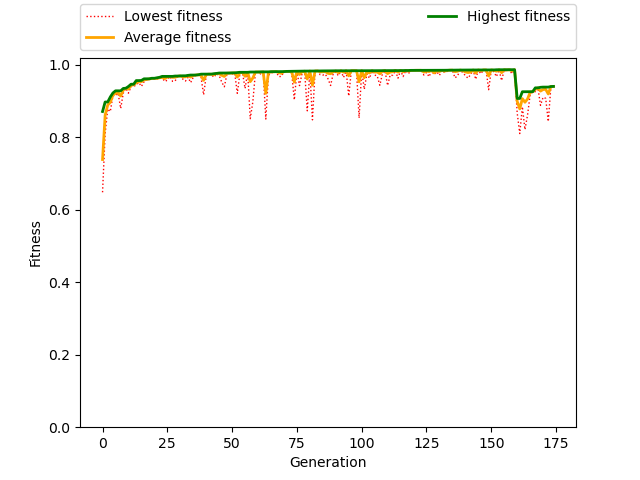 Lowest fitness
Average fitness
Highest fitness
1.0
0.8
0.6
0.4
0.2
0.0
Fitness
0 25 50 75 100 125 150 175
Generation